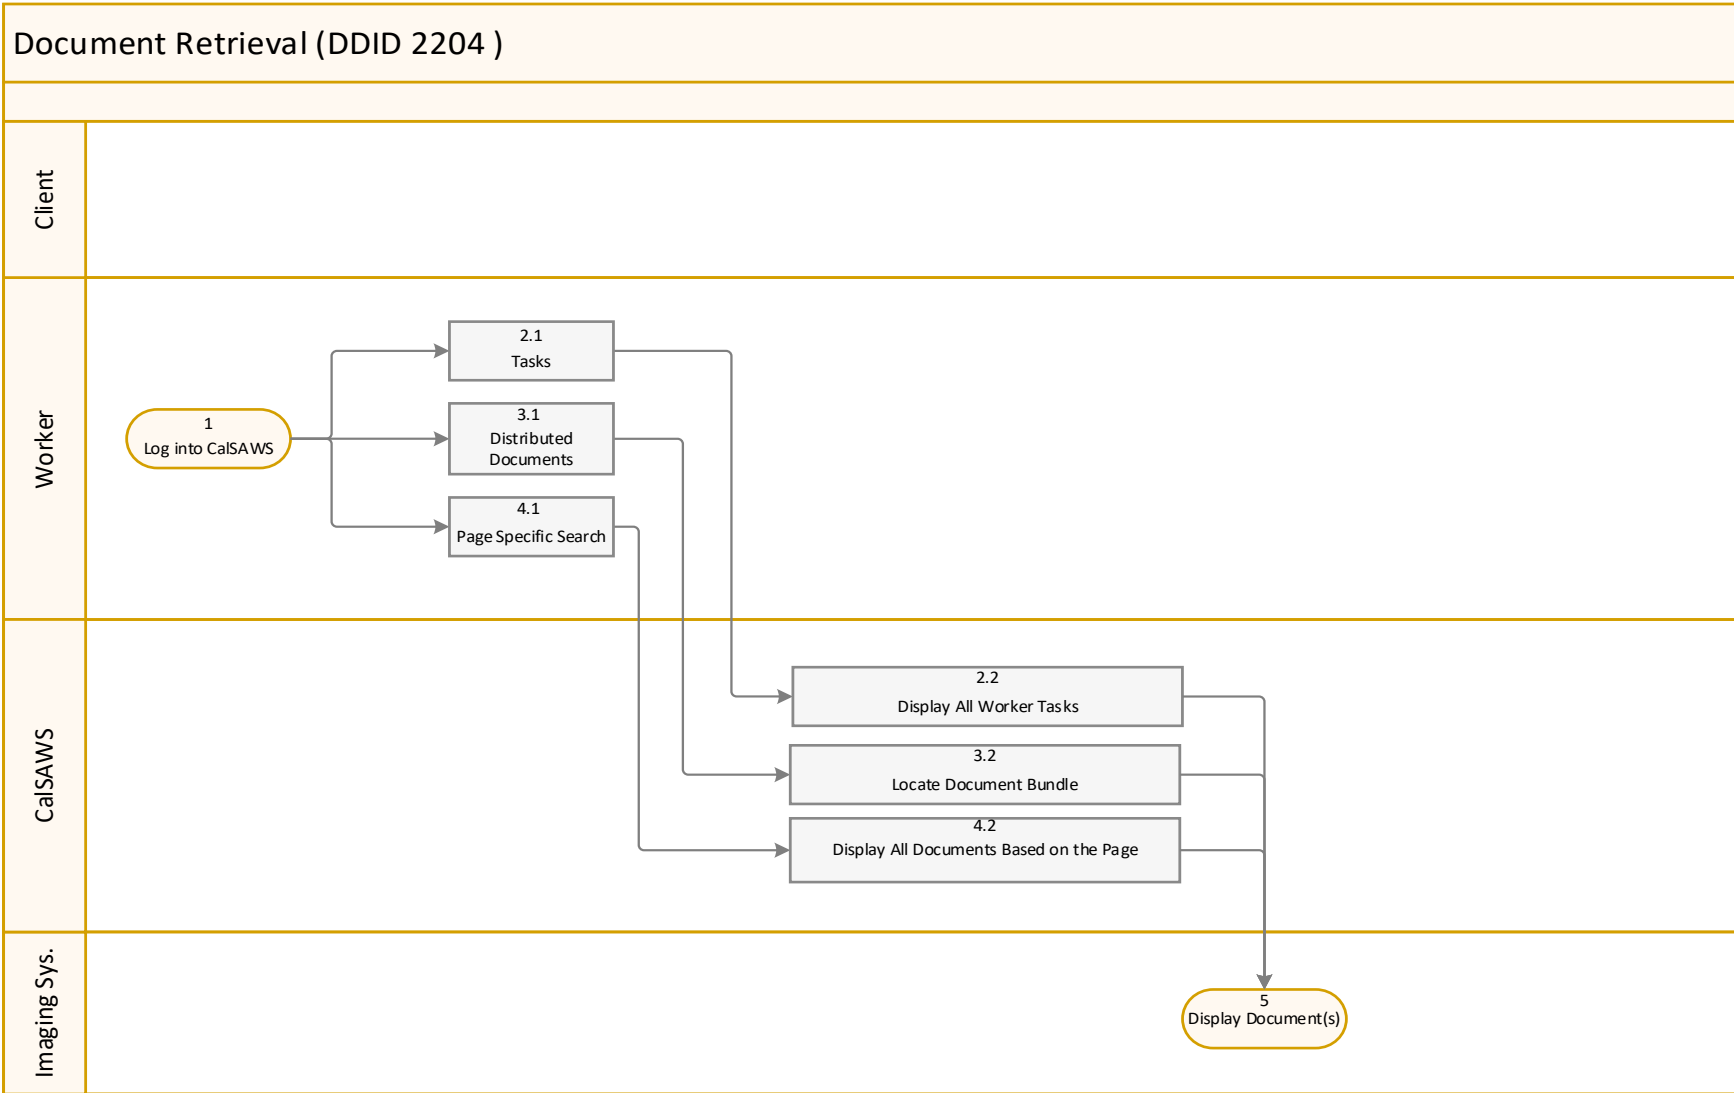 Document Retrieval (DDID 2204 )
Client
Worker
1
Log into CalSAWS
2.1
Tasks
3.1
Distributed
Documents
4.1
Page Specific Search
CalSAWS
2.2
Display All Worker Tasks
3.2
Locate Document Bundle
4.2
Display All Documents Based on the Page
Imaging Sys.
5
Display Document(s)